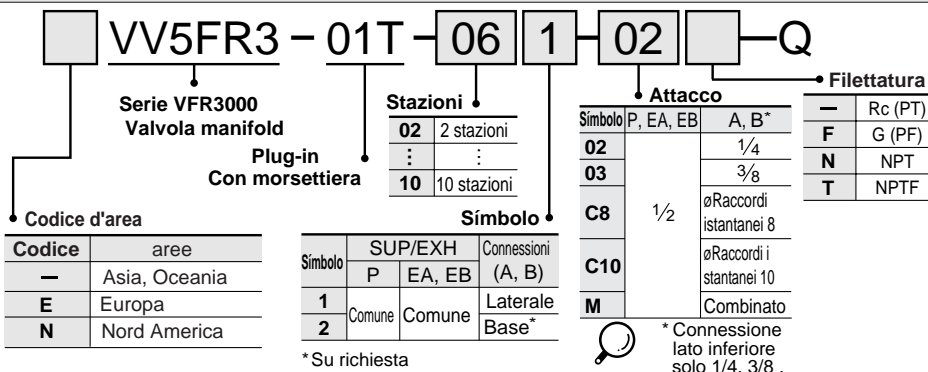 VV5FR3 – 01T – 06 1 – 02 – Q
Serie VFR3000
Valvola manifold
Plug-in
Con morsettiera
Stazioni
02 2 stazioni
⋮ ⋮
10 10 stazioni
Símbolo
Attacco
Símbolo P, EA, EB A, B*
02 1/4
03 3/8
C8 1/2 øRaccordi istantanei 8
C10 øRaccordi i stantanei 10
M Combinato
* Connessione
lato inferiore
solo 1/4, 3/8 .
Filettatura
— Rc (PT)
F G (PF)
N NPT
T NPTF
Codice d'area
Codice aree
— Asia, Oceania
E Europa
N Nord America
Símbolo SUP/EXH Connessioni
P EA, EB (A, B)
1 Comune Comune Laterale
2 Base*
*Su richiesta